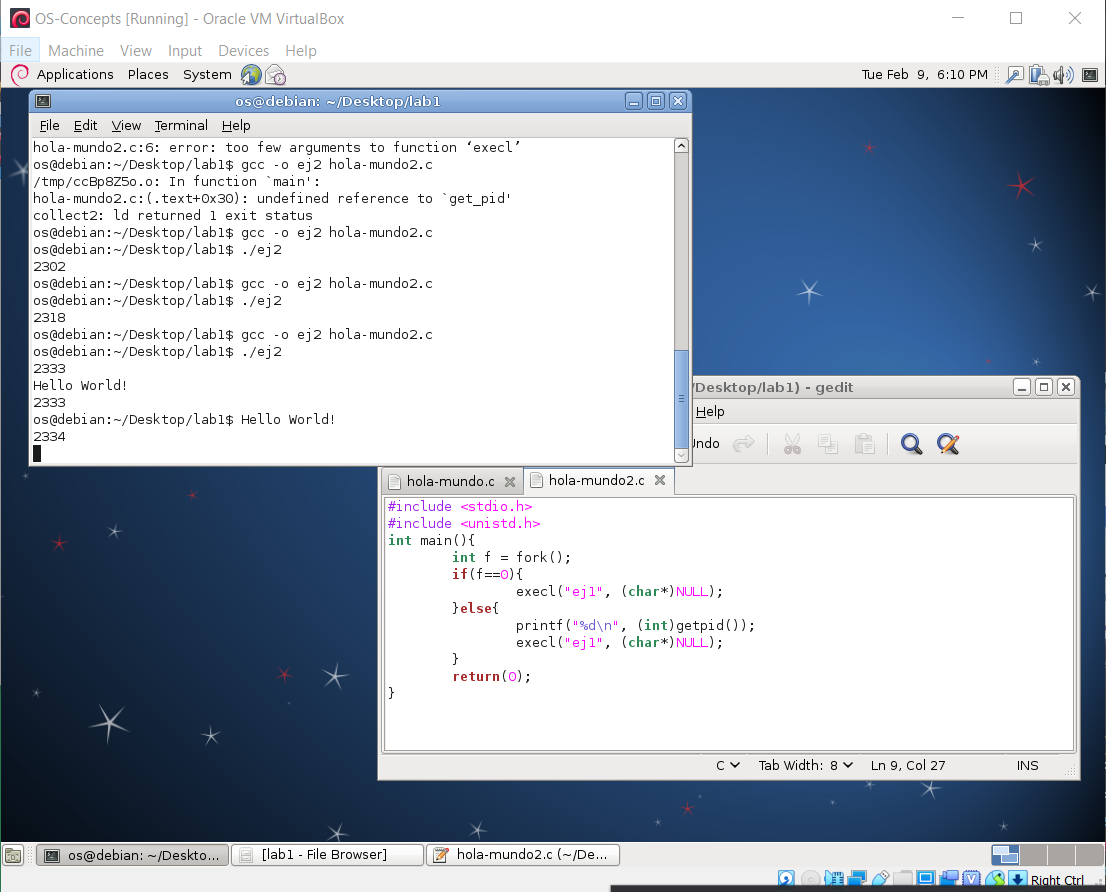 OS-Concepts [Running] - Oracle VM VirtualBox
File Machine View Input Devices Help
Applications Places System Tue Feb 9, 6:10 PM
os@debian: ~/Desktop/lab1
File Edit View Terminal Help
hola-mundo2.c:6: error: too few arguments to function ‘execl’
os@debian:~/Desktop/lab1$ gcc -o ej2 hola-mundo2.c
/tmp/ccBp8Z5o.o: In function `main':
hola-mundo2.c:(.text+0x30): undefined reference to `get_pid'
collect2: ld returned 1 exit status
os@debian:~/Desktop/lab1$ gcc -o ej2 hola-mundo2.c
os@debian:~/Desktop/lab1$ ./ej2
2302
os@debian:~/Desktop/lab1$ gcc -o ej2 hola-mundo2.c
os@debian:~/Desktop/lab1$ ./ej2
2318
os@debian:~/Desktop/lab1$ gcc -o ej2 hola-mundo2.c
os@debian:~/Desktop/lab1$ ./ej2
2333
Hello World!
2333
os@debian:~/Desktop/lab1$ Hello World!
2334
/Desktop/lab1) - gedit
Help
Undo
hola-mundo.c hola-mundo2.c
#include <stdio.h>
#include <unistd.h>
int main(){
int f = fork();
if(f==0){
execl("ej1", (char*)NULL);
}else{
printf("%d\n", (int)getpid());
execl("ej1", (char*)NULL);
}
return(0);
}
C Tab Width: 8 Ln 9, Col 27 INS
os@debian: ~/Deskto... [lab1 - File Browser] hola-mundo2.c (~/De...
Right Ctrl